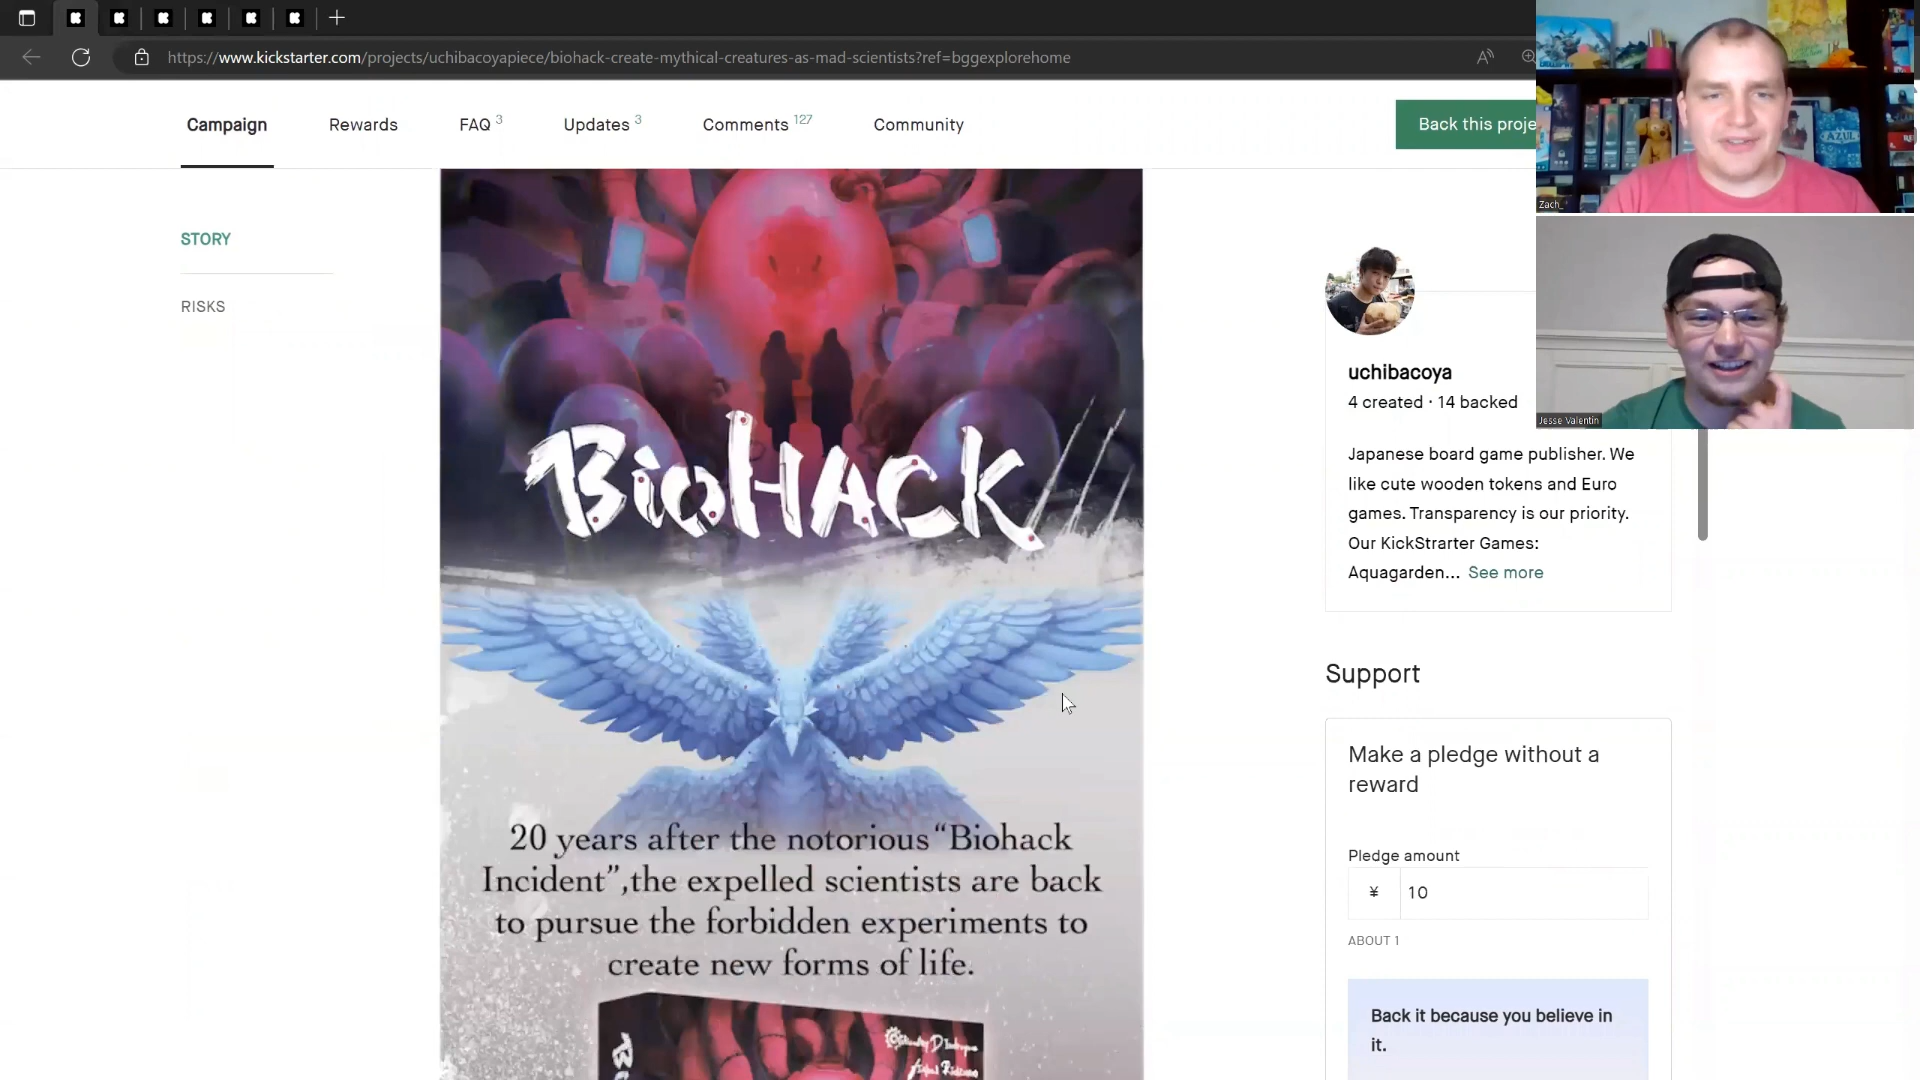 https://www.kickstarter.com/projects/uchibacoyapiece/biohack-create-mythical-creatures-as-mad-scientists?ref=bggexplorehome
Campaign
Rewards
FAQ 3
Updates 3
Comments 127
Community
Back this proje
STORY
RISKS
BIOHACK
20 years after the notorious “Biohack
Incident”,the expelled scientists are back
to pursue the forbidden experiments to
create new forms of life.
uchibacoya
4 created · 14 backed
Japanese board game publisher. We
like cute wooden tokens and Euro
games. Transparency is our priority.
Our KickStrarter Games:
Aquagarden... See more
Support
Make a pledge without a
reward
Pledge amount
¥ 10
ABOUT 1
Back it because you believe in
it.
Zach_
AZUL
Jesse Valentin